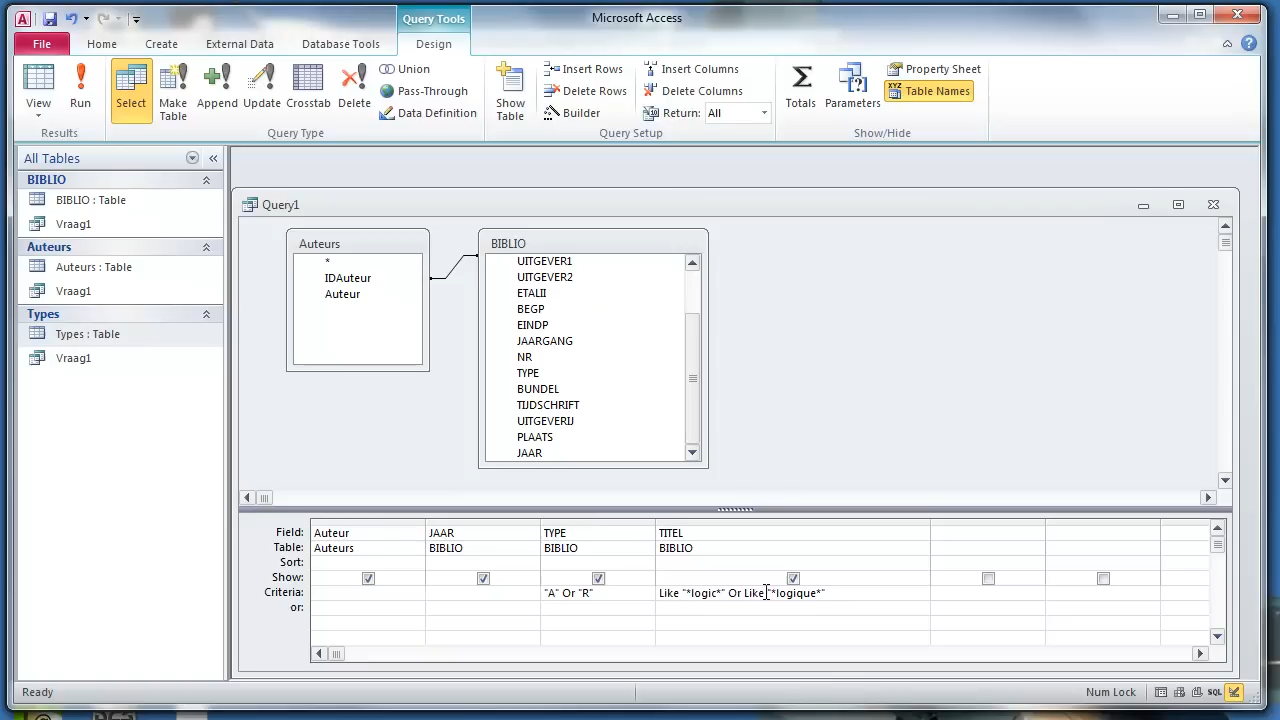 Microsoft Access
Query Tools
File Home Create External Data Database Tools Design
View Run Select Make Table Append Update Crosstab Delete
Union
Pass-Through
Data Definition
Show Table
Insert Rows
Delete Rows
Builder
Insert Columns
Delete Columns
Return: All
Totals Parameters
Property Sheet
Table Names
Results Query Type Query Setup Show/Hide
All Tables
BIBLIO
BIBLIO : Table
Vraag1
Auteurs
Auteurs : Table
Vraag1
Types
Types : Table
Vraag1
Query1
Auteurs
*
IDAuteur
Auteur
BIBLIO
UITGEVER1
UITGEVER2
ETALII
BEGP
EINDP
JAARGANG
NR
TYPE
BUNDEL
TIJDSCHRIFT
UITGEVERIJ
PLAATS
JAAR
Field: Auteur JAAR TYPE TITEL
Table: Auteurs BIBLIO BIBLIO BIBLIO
Sort:
Show:
Criteria: "A" Or "R" Like "*logic*" Or Like "*logique*"
or:
Ready
Num Lock
SQL